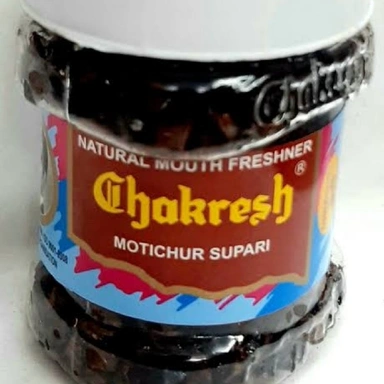 Chakresh
NATURAL MOUTH FRESHNER
Chakresh®
MOTICHUR SUPARI